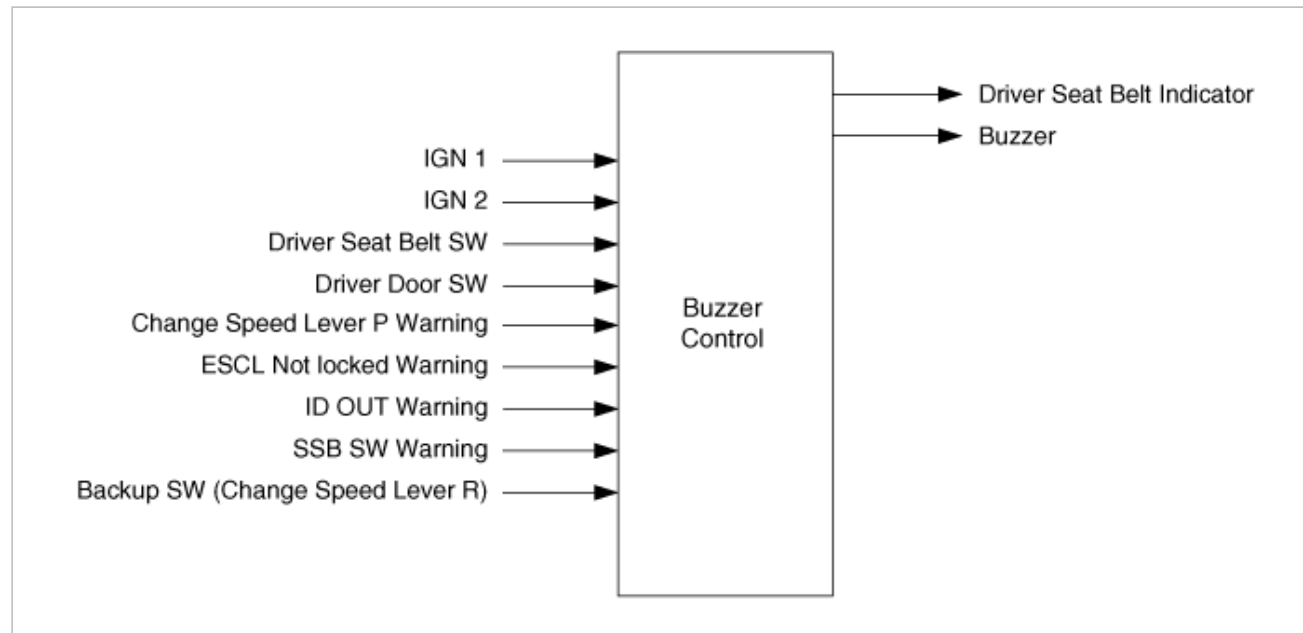 Driver Seat Belt Indicator
Buzzer
IGN 1
IGN 2
Driver Seat Belt SW
Driver Door SW
Change Speed Lever P Warning
ESCL Not locked Warning
ID OUT Warning
SSB SW Warning
Backup SW (Change Speed Lever R)
Buzzer
Control